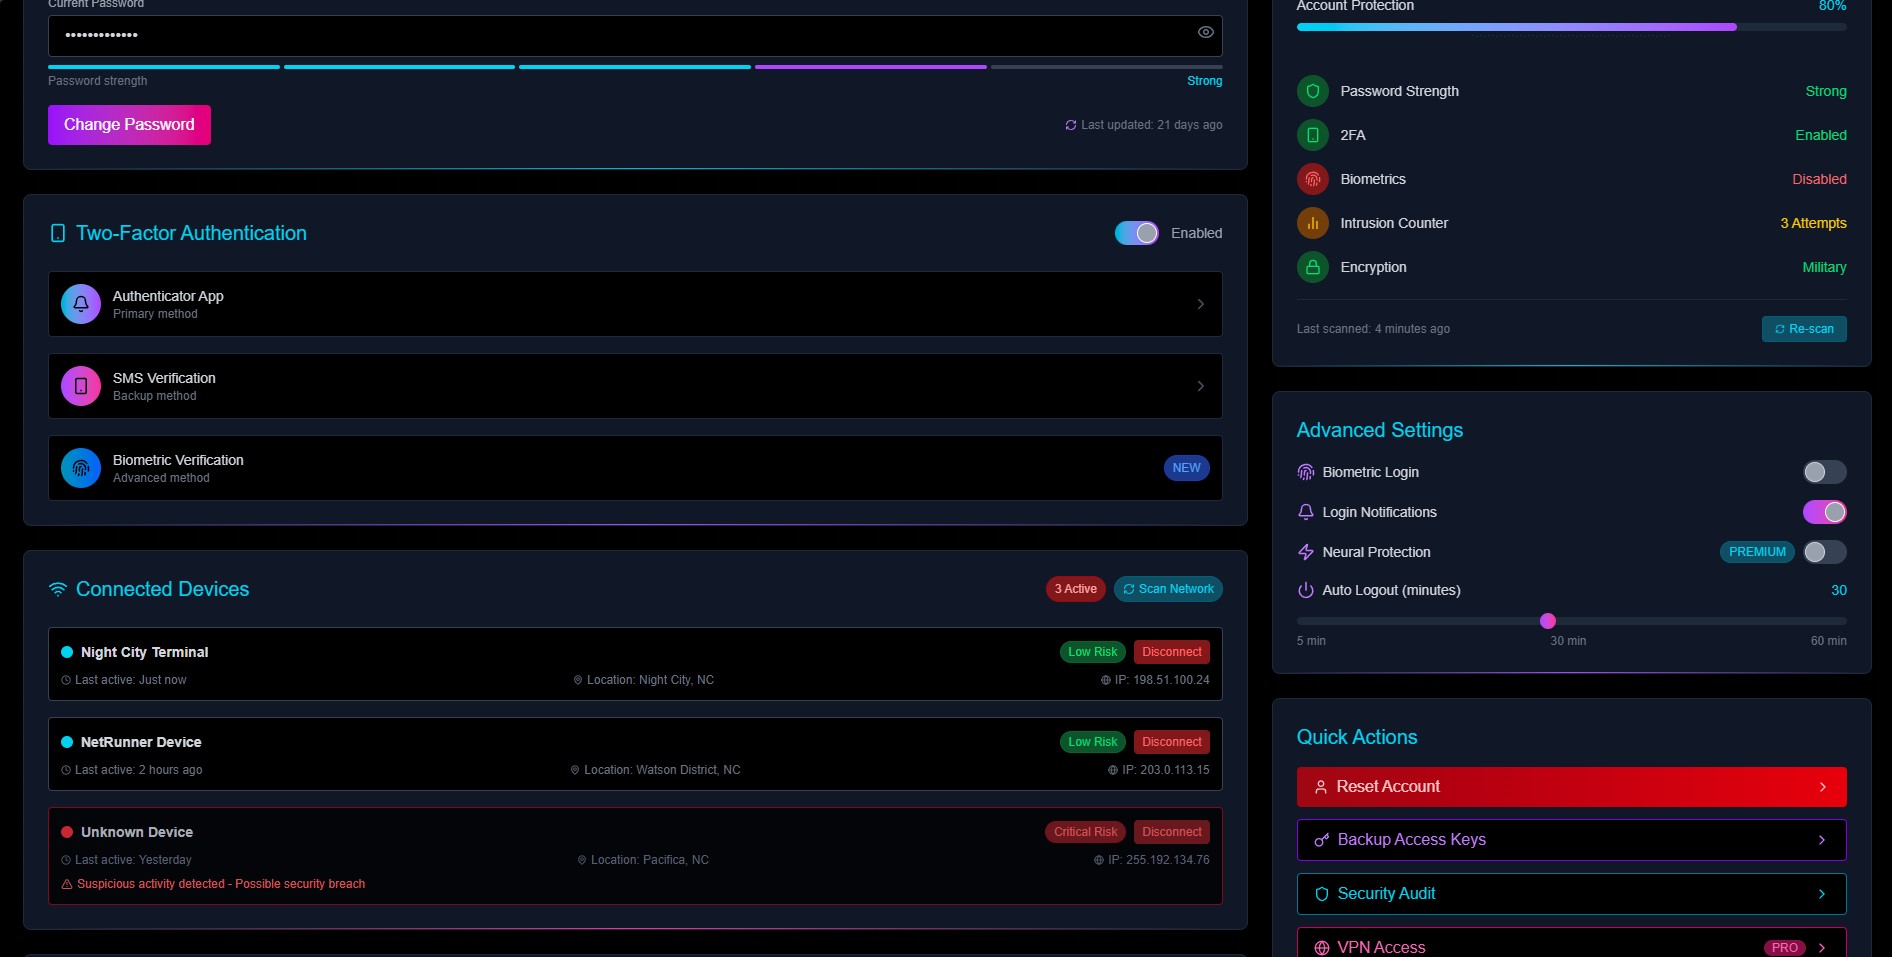 Current Password
•••••••••••••
Password strength
Strong
Change Password
Last updated: 21 days ago
Two-Factor Authentication
Enabled
Authenticator App
Primary method
SMS Verification
Backup method
Biometric Verification
Advanced method
NEW
Connected Devices
3 Active
Scan Network
Night City Terminal
Low Risk
Disconnect
Last active: Just now
Location: Night City, NC
IP: 198.51.100.24
NetRunner Device
Low Risk
Disconnect
Last active: 2 hours ago
Location: Watson District, NC
IP: 203.0.113.15
Unknown Device
Critical Risk
Disconnect
Last active: Yesterday
Location: Pacifica, NC
IP: 255.192.134.76
Suspicious activity detected - Possible security breach
Account Protection
80%
Password Strength
Strong
2FA
Enabled
Biometrics
Disabled
Intrusion Counter
3 Attempts
Encryption
Military
Last scanned: 4 minutes ago
Re-scan
Advanced Settings
Biometric Login
Login Notifications
Neural Protection
PREMIUM
Auto Logout (minutes)
30
5 min
30 min
60 min
Quick Actions
Reset Account
Backup Access Keys
Security Audit
VPN Access
PRO